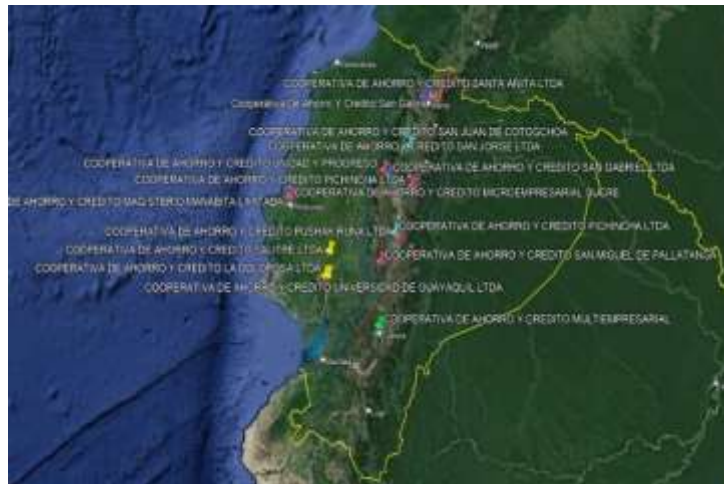 COOPERATIVA DE AHORRO Y CREDITO SANTA ANITA LTDA
Cooperativa De Ahorro Y Credito San Gabriel
COOPERATIVA DE AHORRO Y CREDITO SAN JUAN DE COTOGCHOA
COOPERATIVA DE AHORRO Y CREDITO SAN JORGE LTDA
COOPERATIVA DE AHORRO Y CREDITO UNIDAD Y PROGRESO
COOPERATIVA DE AHORRO Y CREDITO SAN GABRIEL LTDA
COOPERATIVA DE AHORRO Y CREDITO PICHINCHA LTDA
COOPERATIVA DE AHORRO Y CREDITO MICROEMPRESARIAL SUCRE
DE AHORRO Y CREDITO MAGISTERIO MANABITA LIMITADA
COOPERATIVA DE AHORRO Y CREDITO PICHINCHA LTDA
COOPERATIVA DE AHORRO Y CREDITO PUSHAK RUNA LTDA
COOPERATIVA DE AHORRO Y CREDITO SALITRE LTDA
COOPERATIVA DE AHORRO Y CREDITO SAN MIGUEL DE PALLATANGA
COOPERATIVA DE AHORRO Y CREDITO LA DOLOROSA LTDA
COOPERATIVA DE AHORRO Y CREDITO UNIVERSIDAD DE GUAYAQUIL LTDA
COOPERATIVA DE AHORRO Y CREDITO MULTIEMPRESARIAL